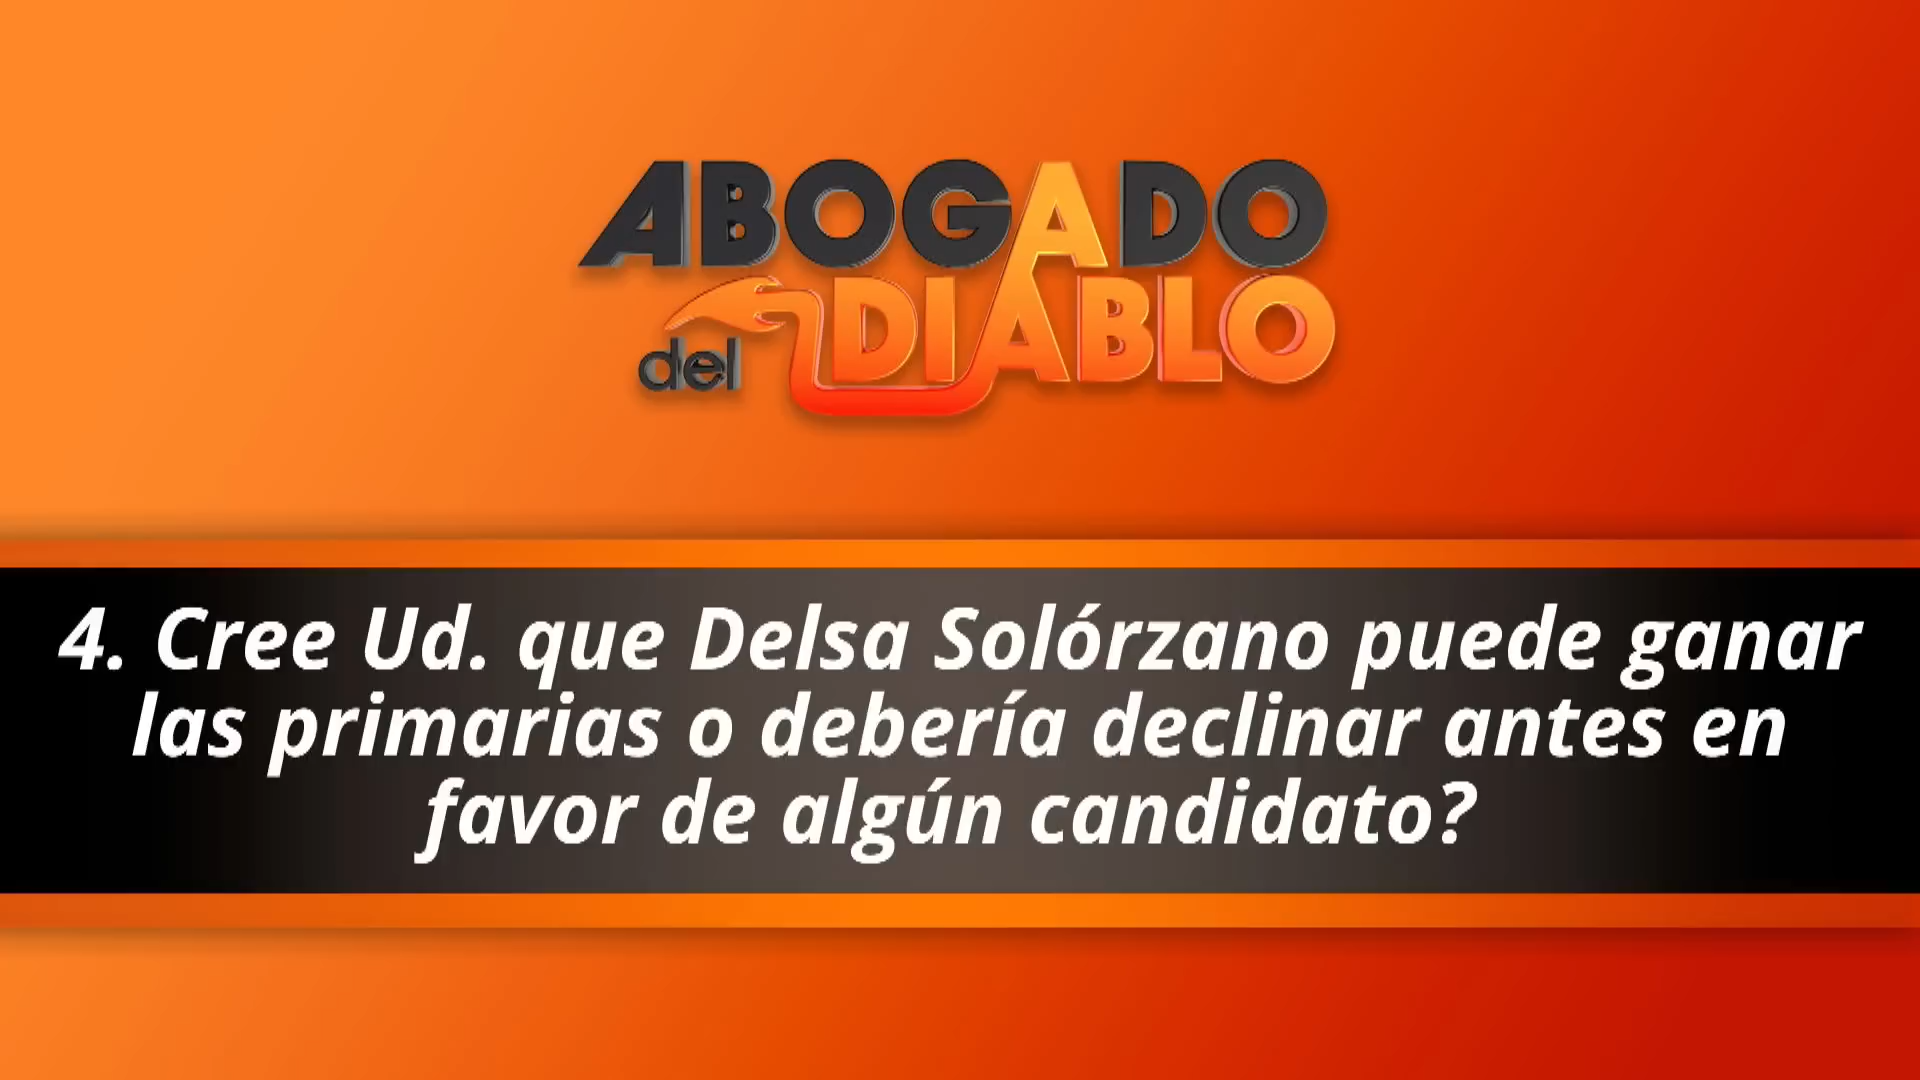 ABOGADO
del DIABLO
4. Cree Ud. que Delsa Solórzano puede ganar
las primarias o debería declinar antes en
favor de algún candidato?